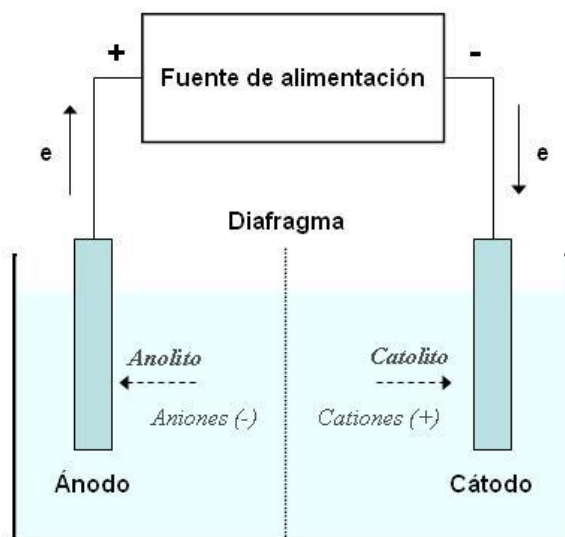 +
-
Fuente de alimentación
e
e
Diafragma
Anolito
Catolito
Aniones (-)
Cationes (+)
Ánodo
Cátodo